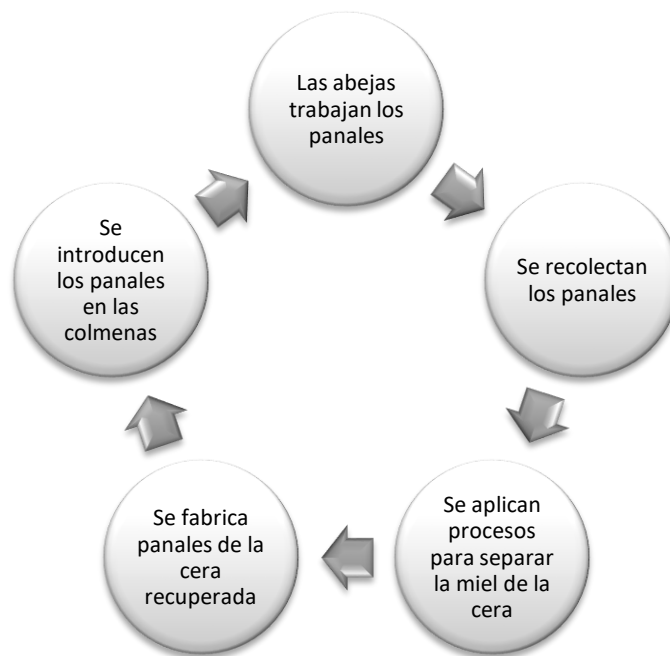 Las abejas
trabajan los
panales
Se recolectan
los panales
Se aplican
procesos
para separar
la miel de la
cera
Se fabrica
panales de la
cera
recuperada
Se
introducen
los panales
en las
colmenas